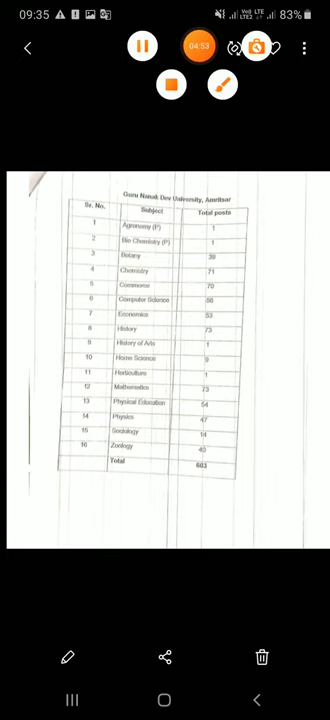 09:35
Vo) LTE
LTE2
83%
04:53
Guru Nanak Dev University, Amritsar
Sr. No. Subject Total posts
1 Agronomy (P) 1
2 Bio Chemistry (P) 1
3 Botany 39
4 Chemistry 71
5 Commerce 70
6 Computer Science 56
7 Economics 53
8 History 73
9 History of Arts 1
10 Home Science 9
11 Horticulture 1
12 Mathematics 73
13 Physical Education 54
14 Physics 47
15 Sociology 14
16 Zoology 40
Total 603